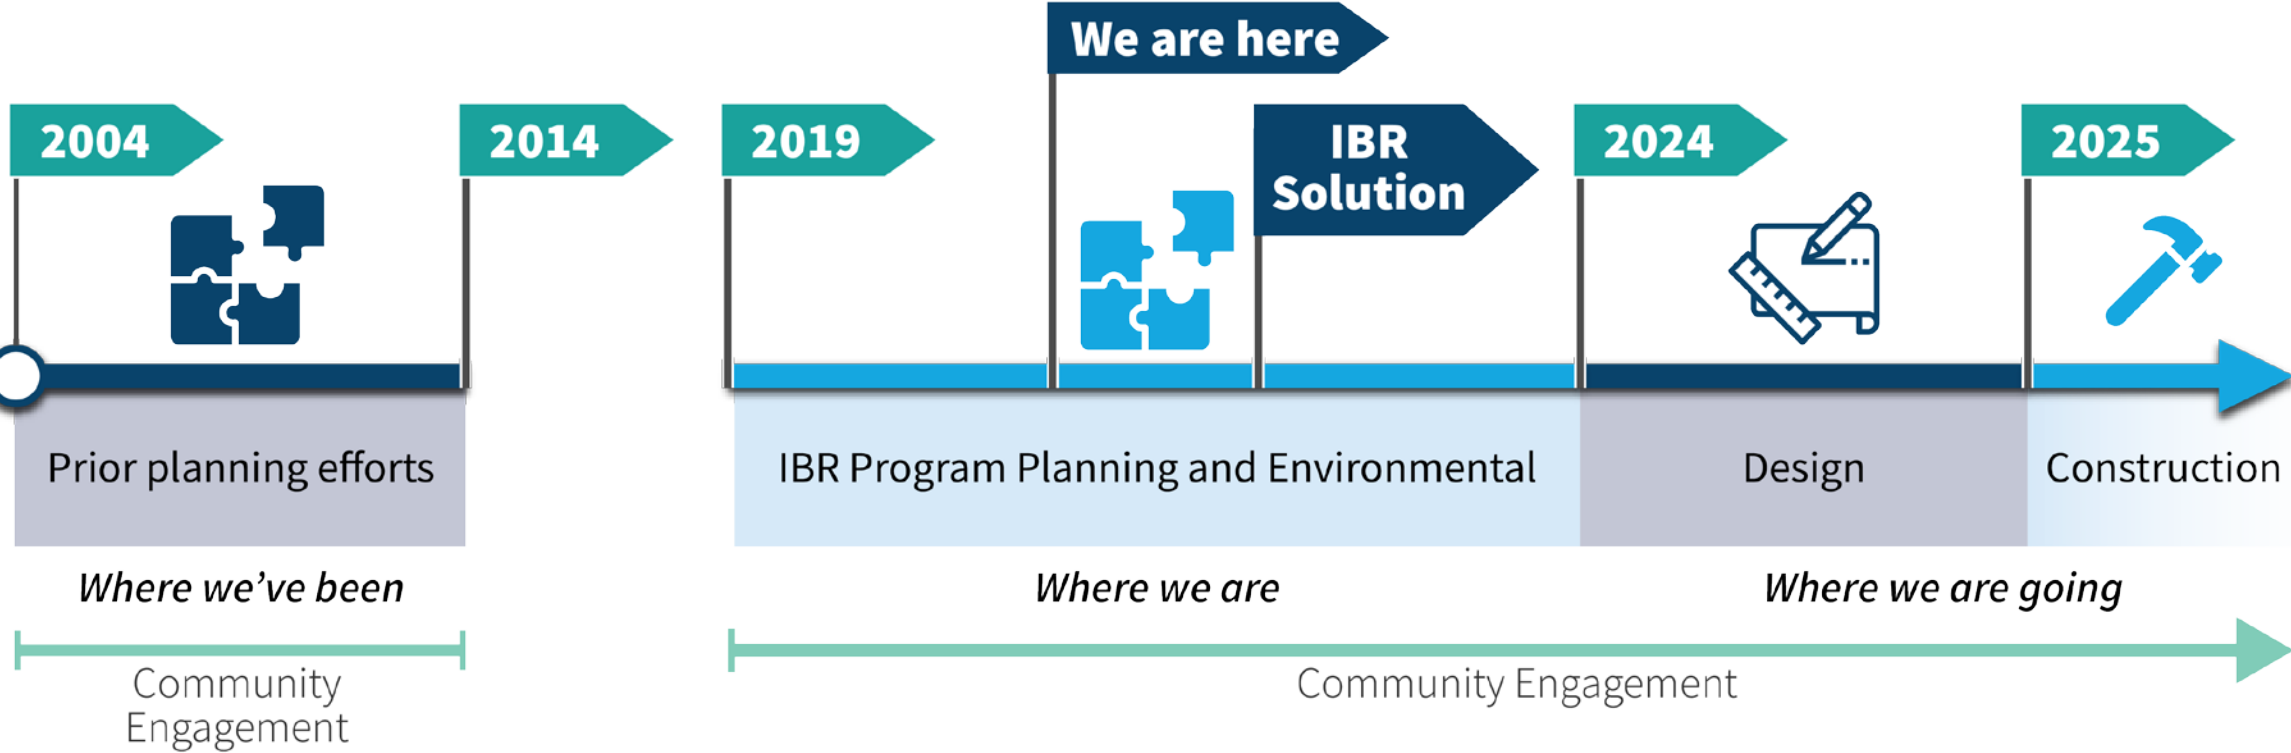 We are here
2004
2014
2019
IBR
Solution
2024
2025
Prior planning efforts
IBR Program Planning and Environmental
Design
Construction
Where we've been
Where we are
Where we are going
Community
Engagement
Community Engagement